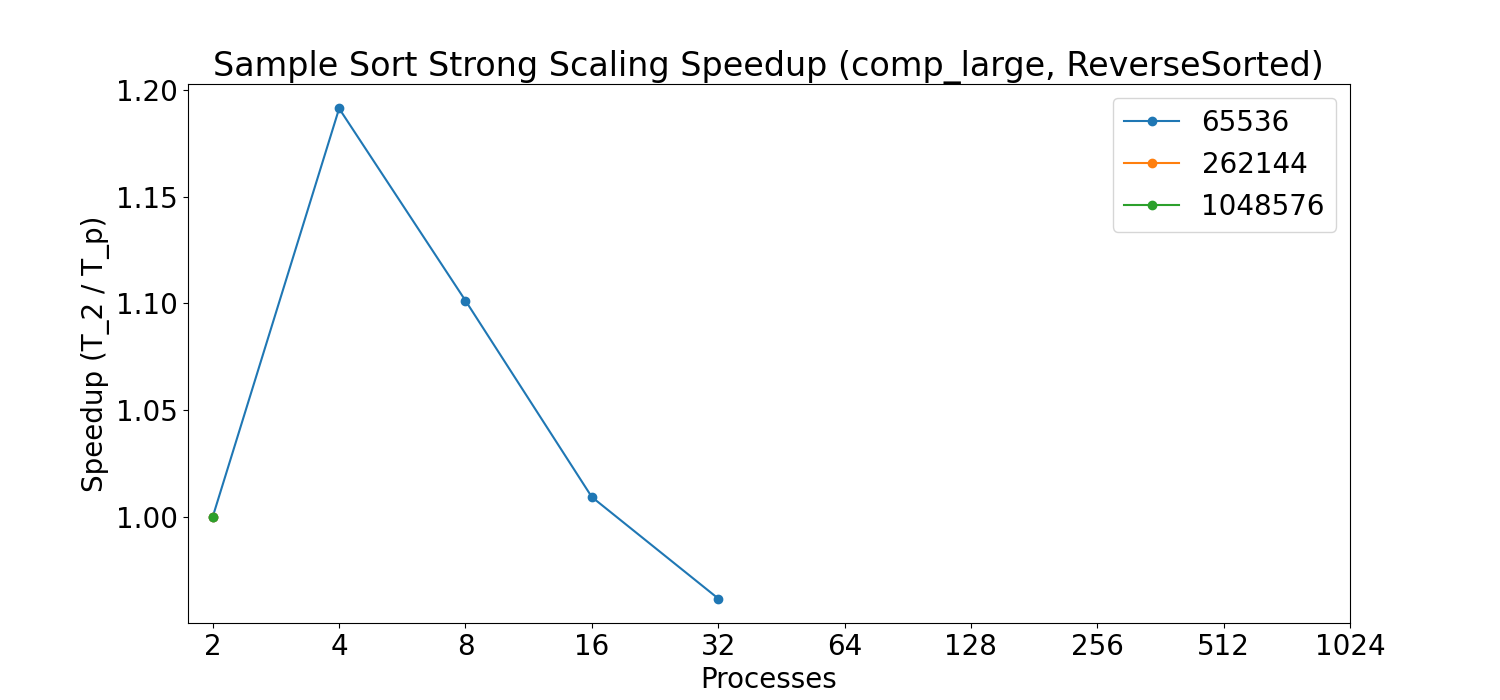 Sample Sort Strong Scaling Speedup (comp_large, ReverseSorted)
1.20
1.15
1.10
1.05
1.00
Speedup (T_2 / T_p)
65536
262144
1048576
2 4 8 16 32 64 128 256 512 1024
Processes